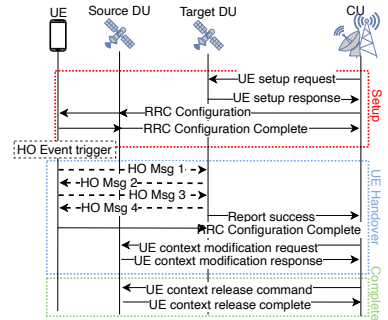 UE Source DU Target DU CU
UE setup request
UE setup response
RRC Configuration
RRC Configuration Complete
Setup
HO Event trigger
HO Msg 1
HO Msg 2
HO Msg 3
HO Msg 4
Report success
RRC Configuration Complete
UE context modification request
UE context modification response
UE Handover
UE context release command
UE context release complete
Complete